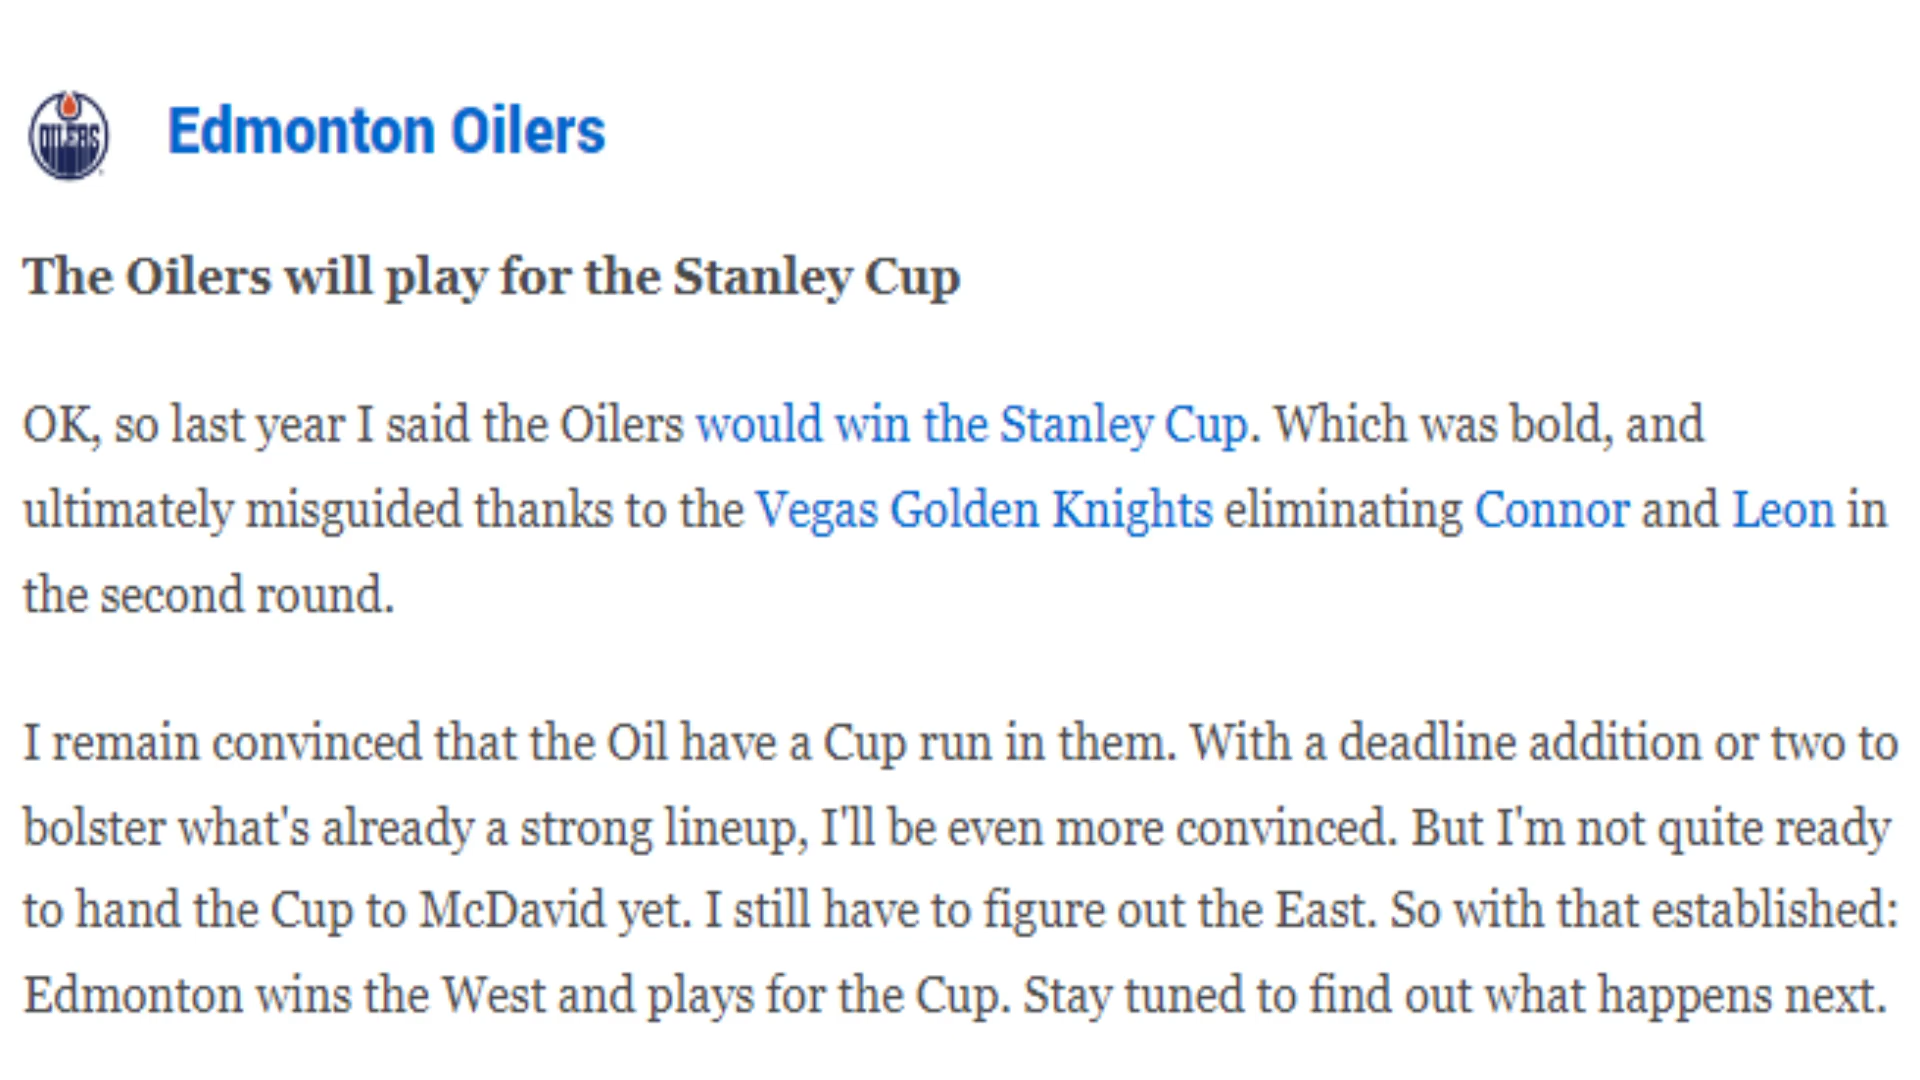 OILERS
Edmonton Oilers
The Oilers will play for the Stanley Cup
OK, so last year I said the Oilers would win the Stanley Cup. Which was bold, and
ultimately misguided thanks to the Vegas Golden Knights eliminating Connor and Leon in
the second round.
I remain convinced that the Oil have a Cup run in them. With a deadline addition or two to
bolster what's already a strong lineup, I'll be even more convinced. But I'm not quite ready
to hand the Cup to McDavid yet. I still have to figure out the East. So with that established:
Edmonton wins the West and plays for the Cup. Stay tuned to find out what happens next.